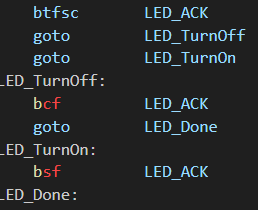 btfsc LED_ACK
goto LED_TurnOff
goto LED_TurnOn
LED_TurnOff:
bcf LED_ACK
goto LED_Done
LED_TurnOn:
bsf LED_ACK
LED_Done: